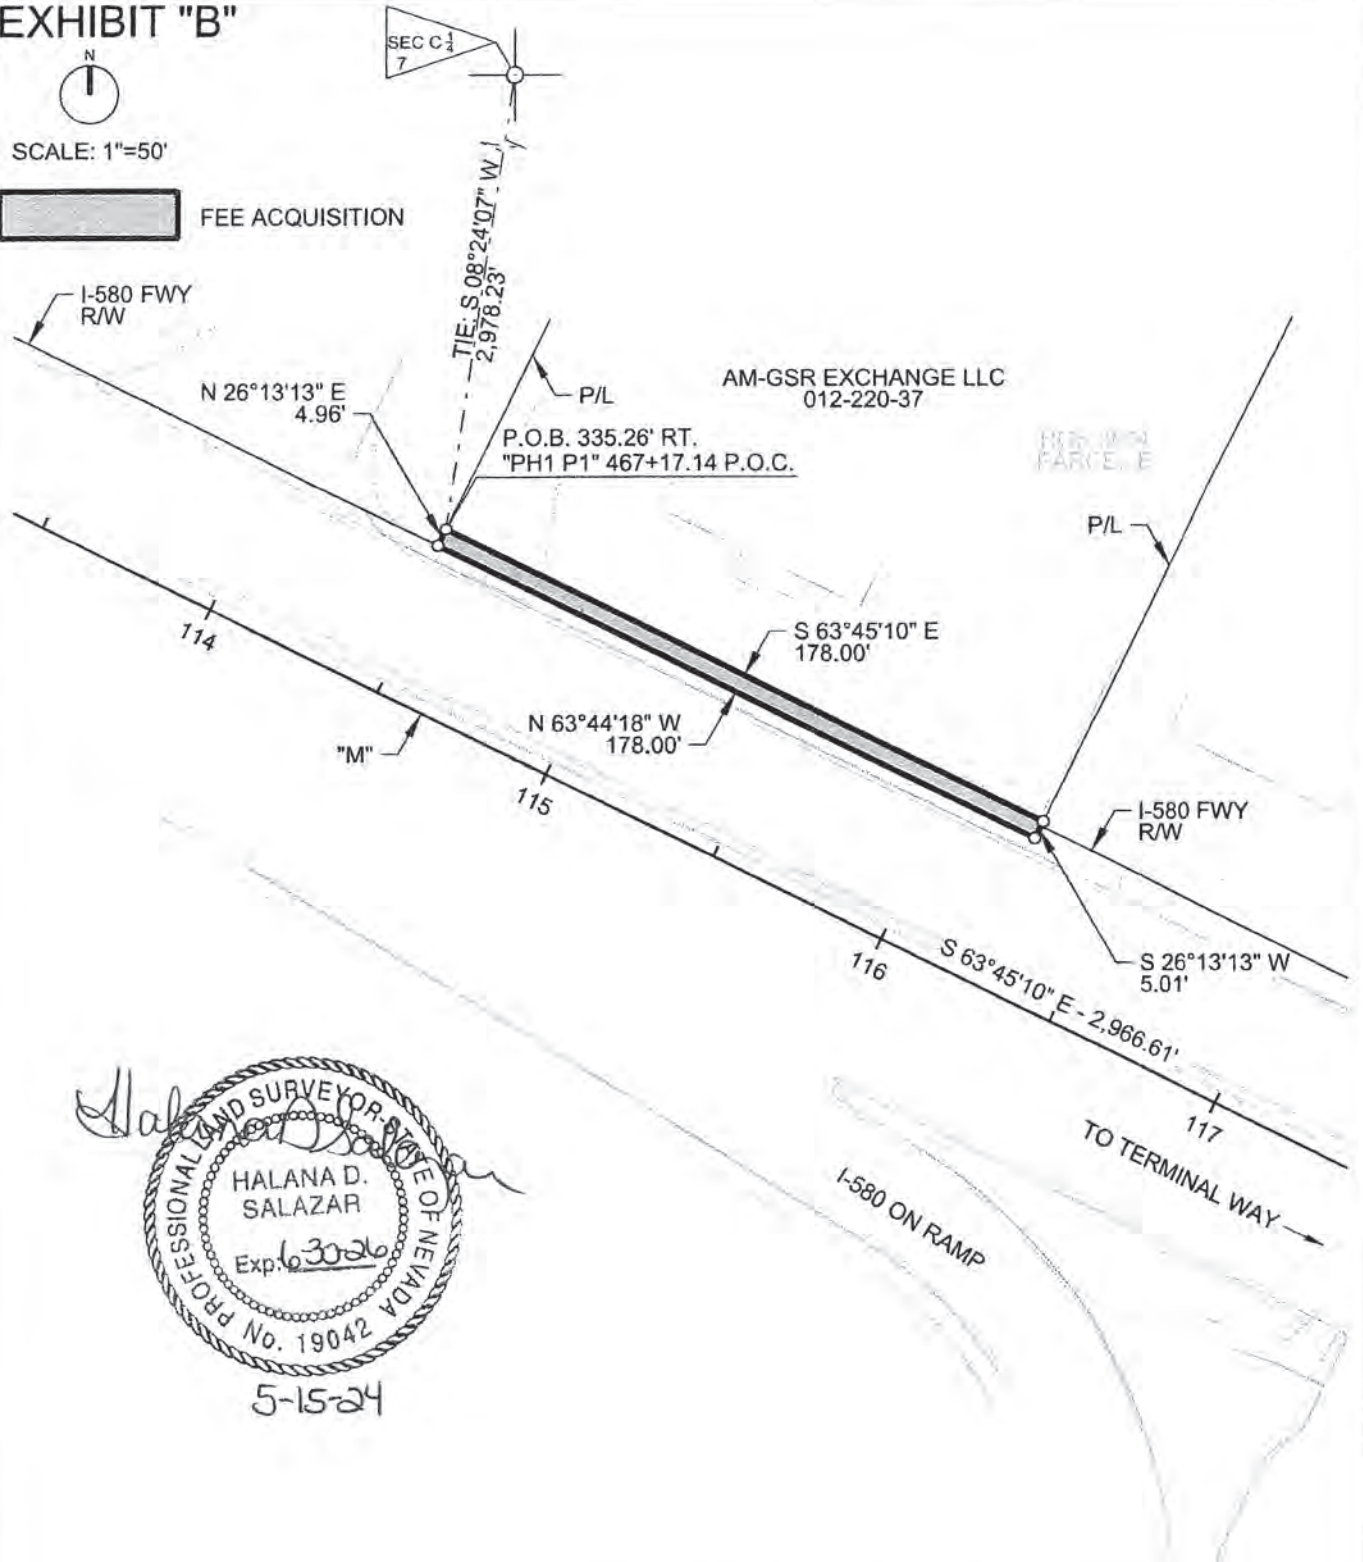 EXHIBIT "B"
N
SCALE: 1"=50'
FEE ACQUISITION
SEC C 1/4
7
TIE: S 08°24'07" W
2,978.23'
I-580 FWY
R/W
N 26°13'13" E
4.96'
P/L
AM-GSR EXCHANGE LLC
012-220-37
P.O.B. 335.26' RT.
"PH1 P1" 467+17.14 P.O.C.
PARCEL E
P/L
S 63°45'10" E
178.00'
N 63°44'18" W
178.00'
114
"M"
115
I-580 FWY
R/W
116
S 63°45'10" E - 2,966.61'
S 26°13'13" W
5.01'
117
TO TERMINAL WAY
I-580 ON RAMP
Halana D Salazar
PROFESSIONAL LAND SURVEYOR-STATE OF NEVADA
HALANA D.
SALAZAR
Exp: 6-30-26
No. 19042
5-15-24